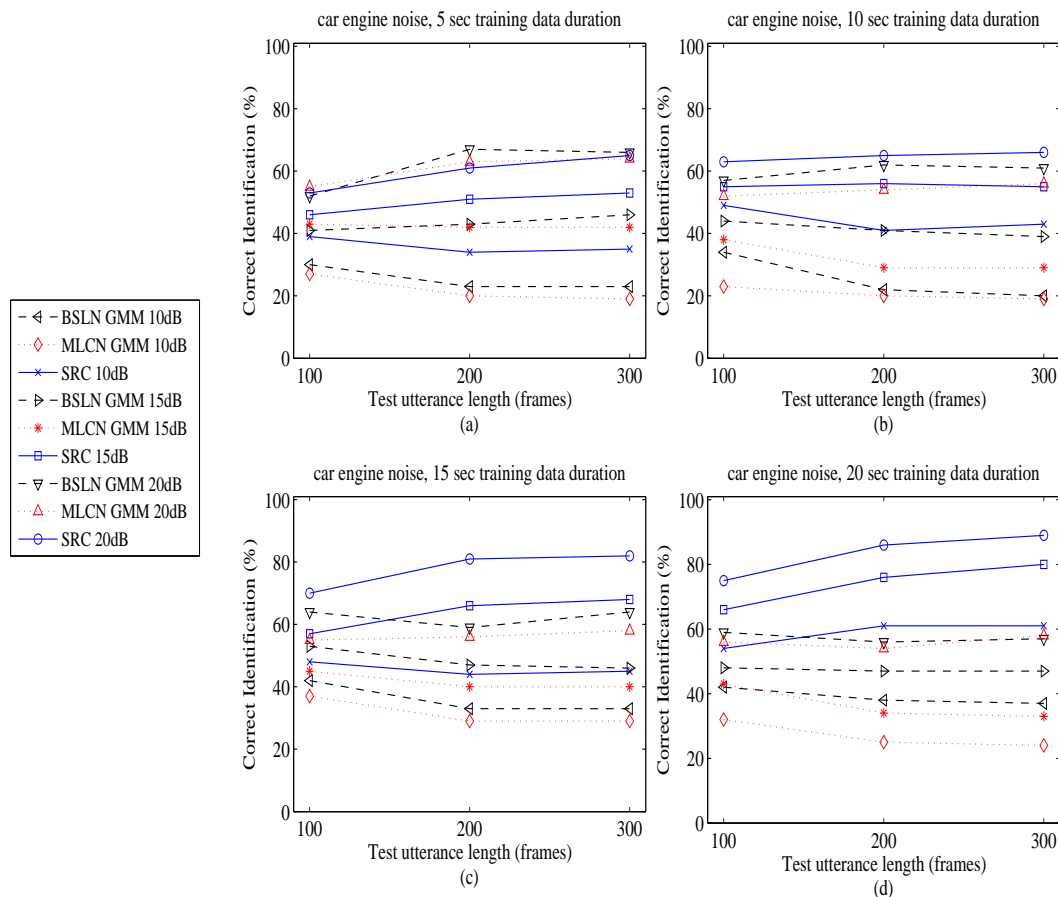 car engine noise, 5 sec training data duration
100
80
60
40
20
0
Correct Identification (%)
100
200
300
Test utterance length (frames)
(a)
car engine noise, 10 sec training data duration
100
80
60
40
20
0
Correct Identification (%)
100
200
300
Test utterance length (frames)
(b)
BSLN GMM 10dB
MLCN GMM 10dB
SRC 10dB
BSLN GMM 15dB
MLCN GMM 15dB
SRC 15dB
BSLN GMM 20dB
MLCN GMM 20dB
SRC 20dB
car engine noise, 15 sec training data duration
100
80
60
40
20
0
Correct Identification (%)
100
200
300
Test utterance length (frames)
(c)
car engine noise, 20 sec training data duration
100
80
60
40
20
0
Correct Identification (%)
100
200
300
Test utterance length (frames)
(d)